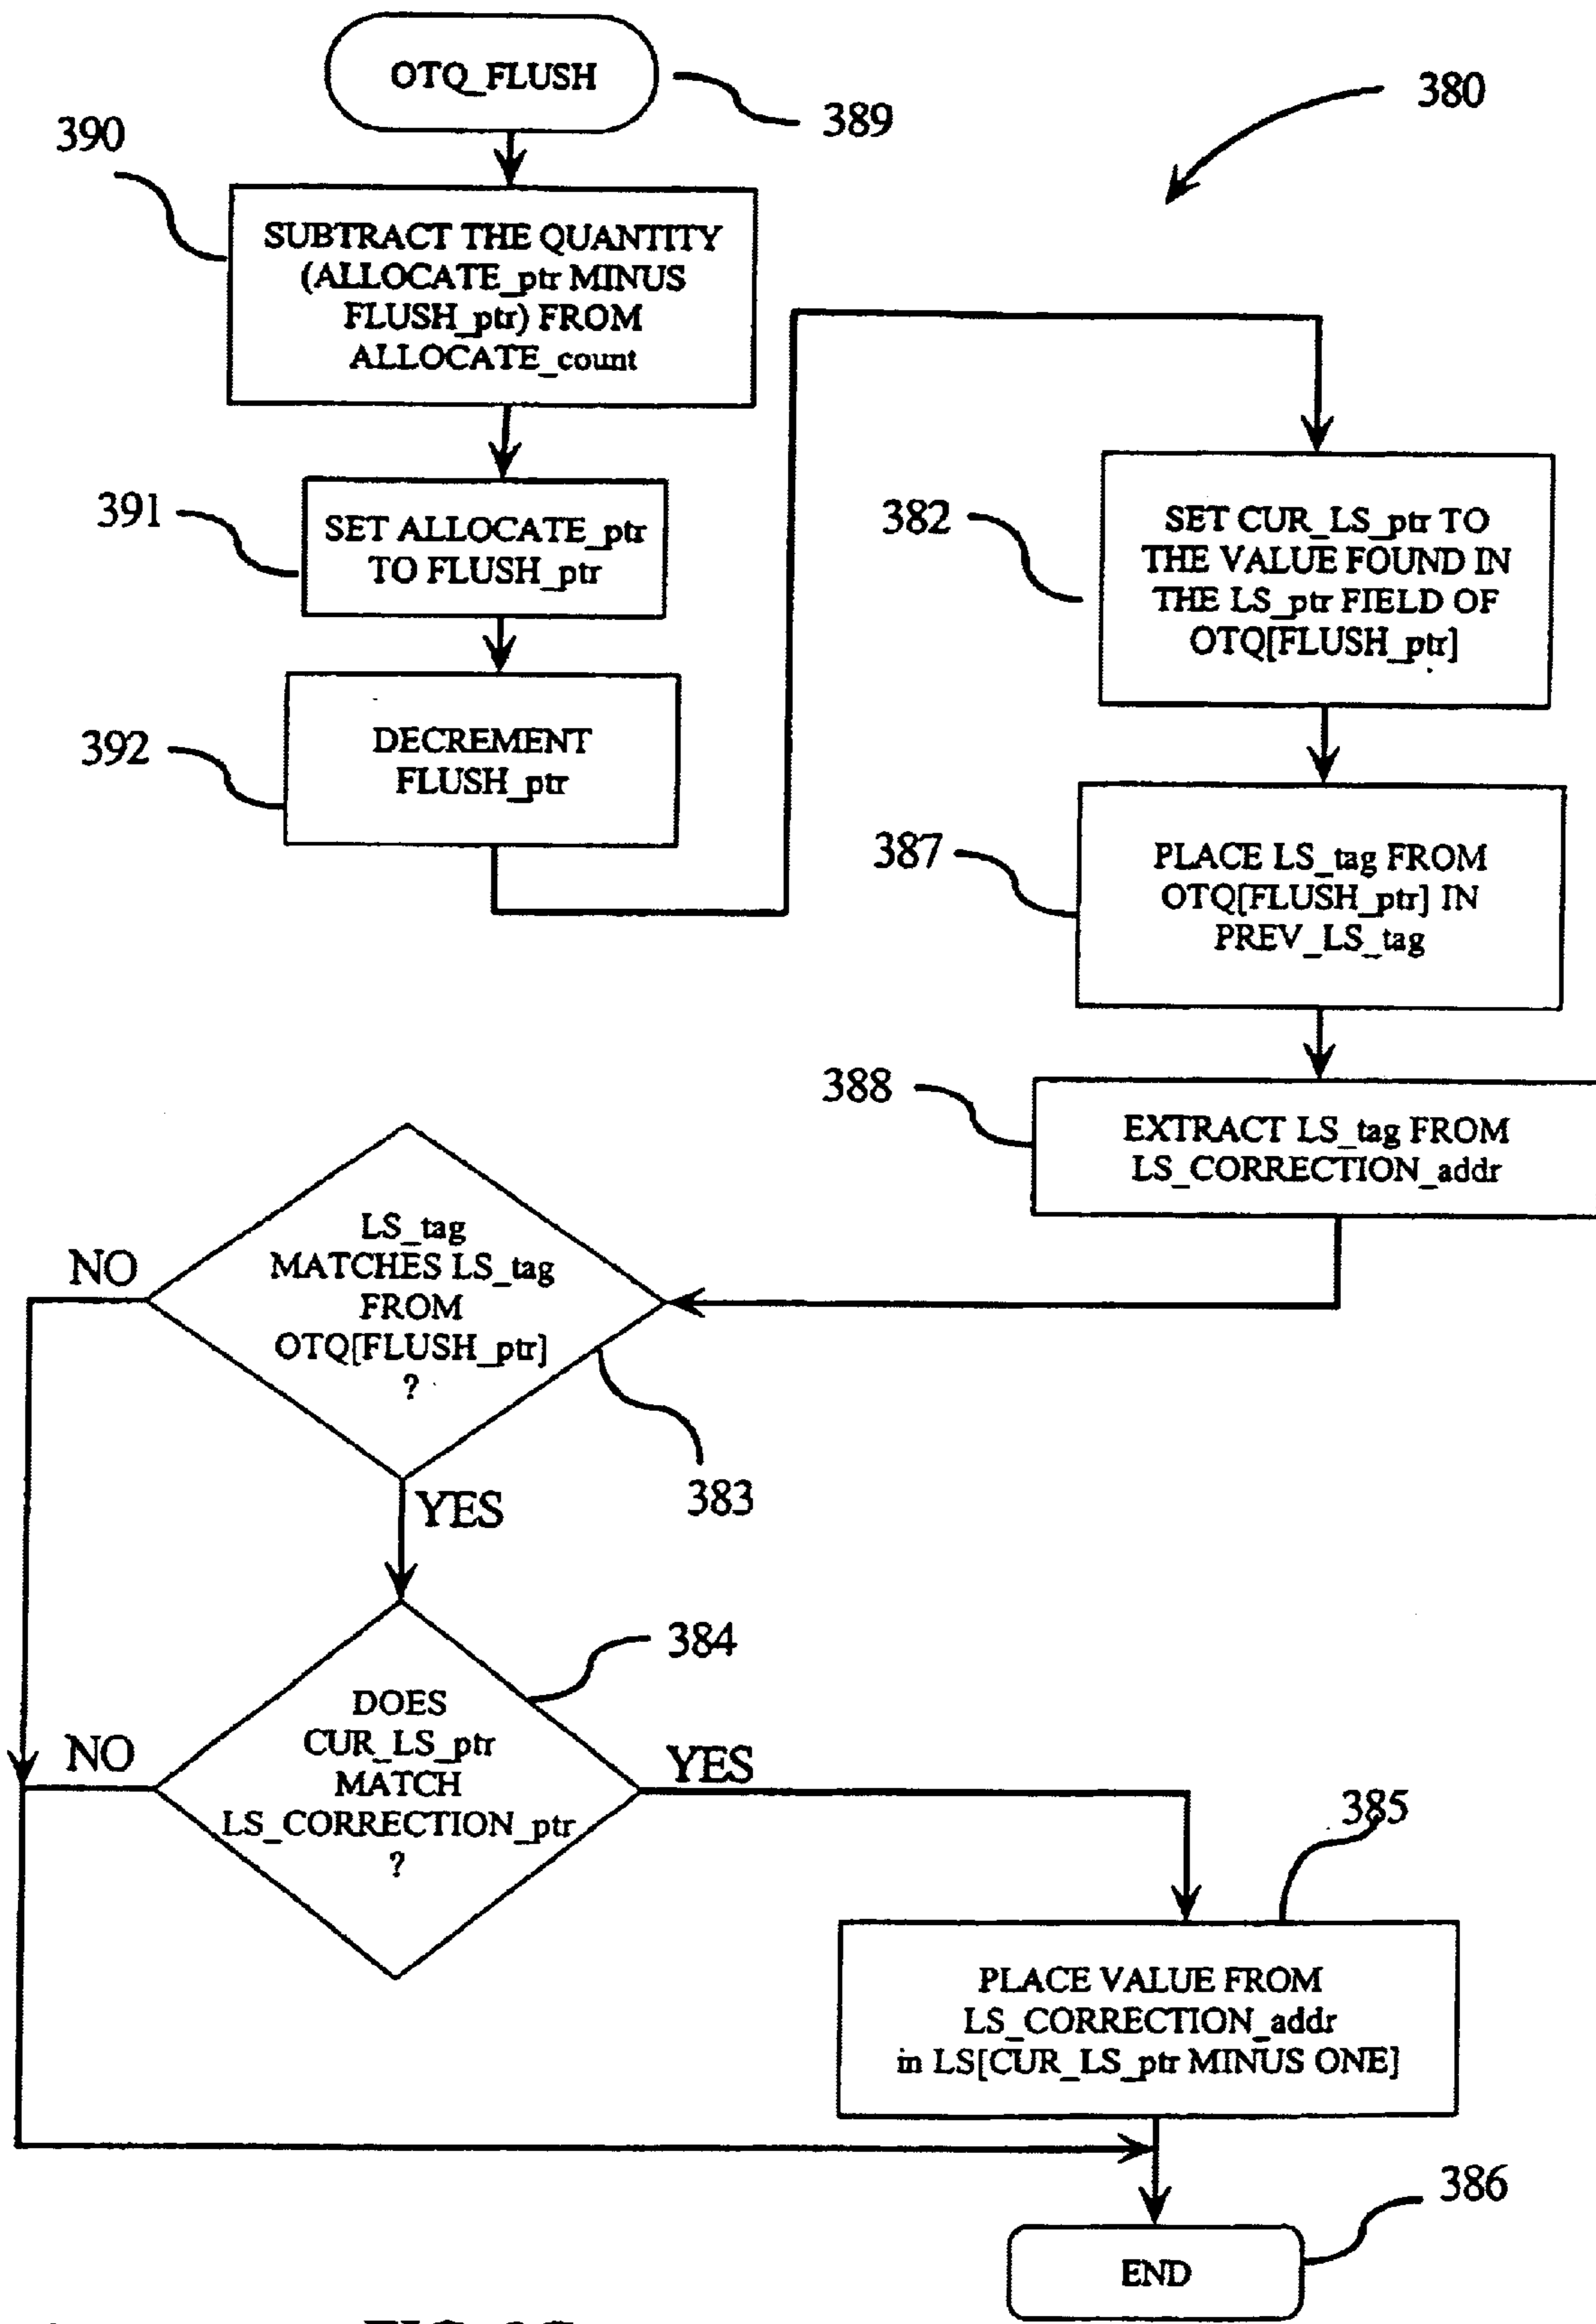 OTQ_FLUSH
389
380
390
SUBTRACT THE QUANTITY
(ALLOCATE_ptr MINUS
FLUSH_ptr) FROM
ALLOCATE_count
391
SET ALLOCATE_ptr
TO FLUSH_ptr
392
DECREMENT
FLUSH_ptr
382
SET CUR_LS_ptr TO
THE VALUE FOUND IN
THE LS_ptr FIELD OF
OTQ[FLUSH_ptr]
387
PLACE LS_tag FROM
OTQ[FLUSH_ptr] IN
PREV_LS_tag
388
EXTRACT LS_tag FROM
LS_CORRECTION_addr
LS_tag
MATCHES LS_tag
FROM
OTQ[FLUSH_ptr]
?
NO
383
YES
384
DOES
CUR_LS_ptr
MATCH
LS_CORRECTION_ptr
?
NO
YES
385
PLACE VALUE FROM
LS_CORRECTION_addr
in LS[CUR_LS_ptr MINUS ONE]
386
END